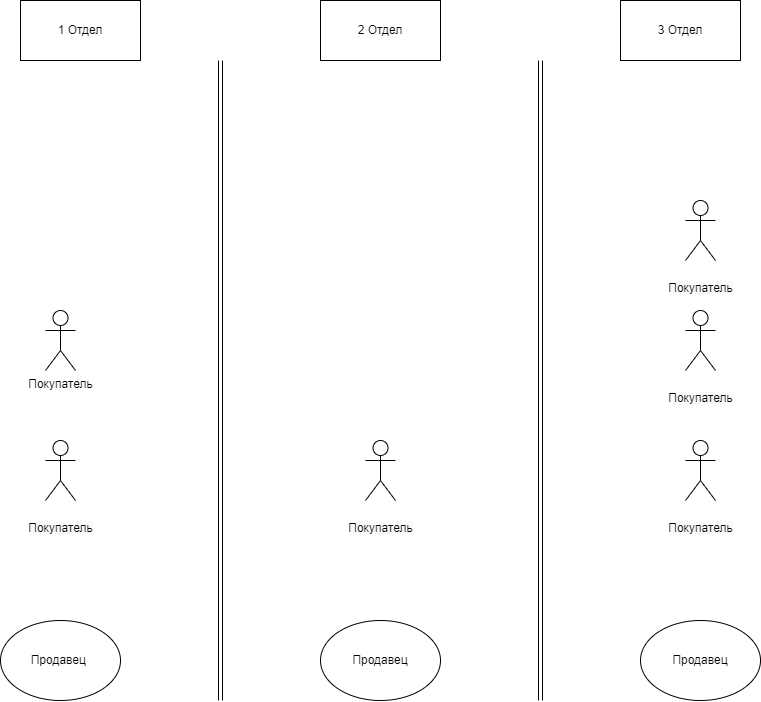 1 Отдел
2 Отдел
3 Отдел
Покупатель
Покупатель
Покупатель
Покупатель
Покупатель
Покупатель
Продавец
Продавец
Продавец